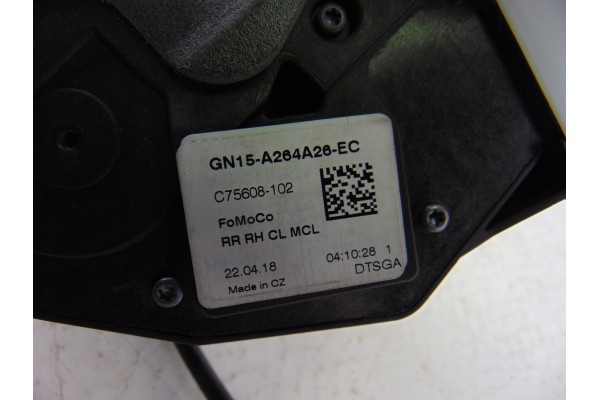 GN15-A264A26-EC
C75608-102
FoMoCo
RR RH CL MCL
22.04.18 04:10:28 1
Made in CZ DTSGA